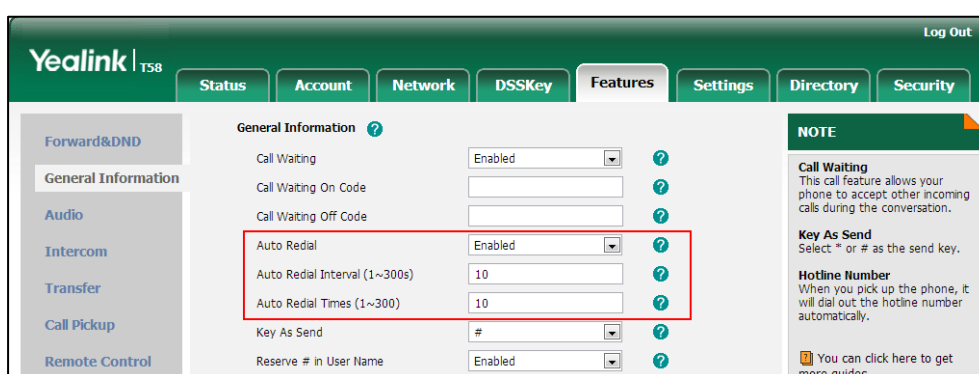 Log Out
Yealink T58
Status Account Network DSSKey Features Settings Directory Security
Forward&DND
General Information
Audio
Intercom
Transfer
Call Pickup
Remote Control
General Information ?
Call Waiting Enabled ?
Call Waiting On Code ?
Call Waiting Off Code ?
Auto Redial Enabled ?
Auto Redial Interval (1~300s) 10 ?
Auto Redial Times (1~300) 10 ?
Key As Send # ?
Reserve # in User Name Enabled ?
NOTE
Call Waiting
This call feature allows your
phone to accept other incoming
calls during the conversation.
Key As Send
Select * or # as the send key.
Hotline Number
When you pick up the phone, it
will dial out the hotline number
automatically.
? You can click here to get
more guides